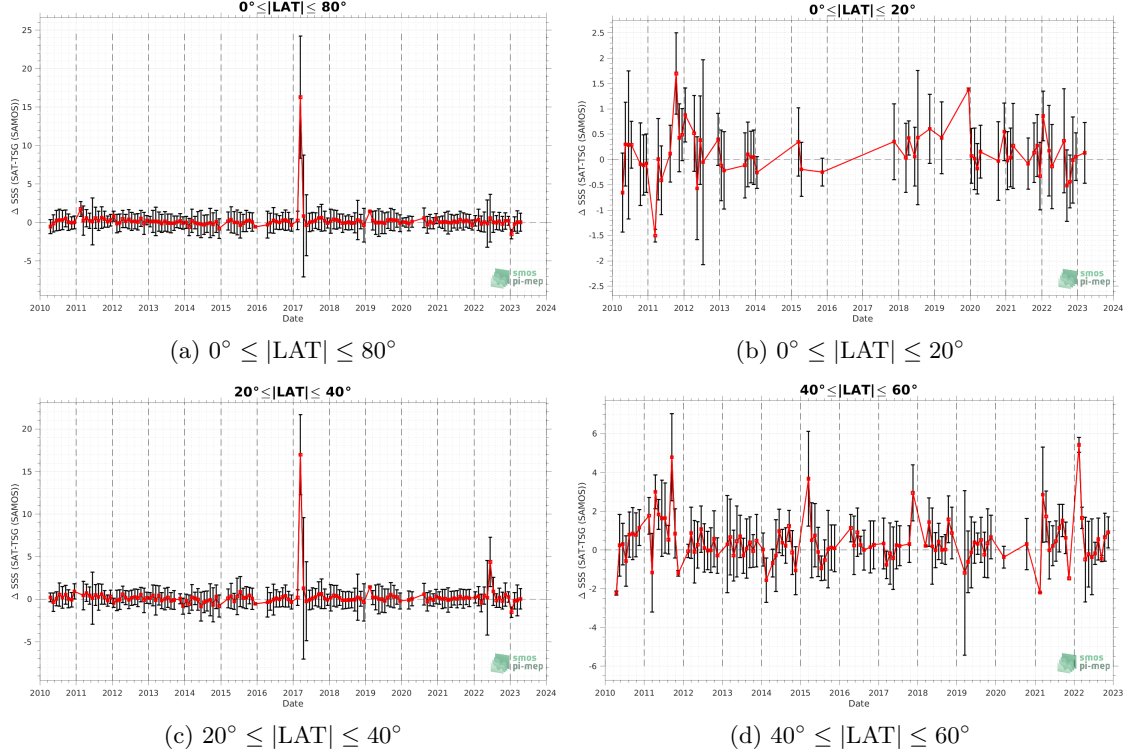 0°≤|LAT|≤ 80°
Δ SSS (SAT-TSG (SAMOS))
25
20
15
10
5
0
-5
2010 2011 2012 2013 2014 2015 2016 2017 2018 2019 2020 2021 2022 2023 2024
Date
smos
pi-mep
(a) 0° ≤ |LAT| ≤ 80°
0°≤|LAT|≤ 20°
Δ SSS (SAT-TSG (SAMOS))
2.5
2
1.5
1
0.5
0
-0.5
-1
-1.5
-2
-2.5
2010 2011 2012 2013 2014 2015 2016 2017 2018 2019 2020 2021 2022 2023 2024
Date
smos
pi-mep
(b) 0° ≤ |LAT| ≤ 20°
20°≤|LAT|≤ 40°
Δ SSS (SAT-TSG (SAMOS))
20
15
10
5
0
-5
2010 2011 2012 2013 2014 2015 2016 2017 2018 2019 2020 2021 2022 2023 2024
Date
smos
pi-mep
(c) 20° ≤ |LAT| ≤ 40°
40°≤|LAT|≤ 60°
Δ SSS (SAT-TSG (SAMOS))
6
4
2
0
-2
-4
-6
2010 2011 2012 2013 2014 2015 2016 2017 2018 2019 2020 2021 2022 2023
Date
smos
pi-mep
(d) 40° ≤ |LAT| ≤ 60°